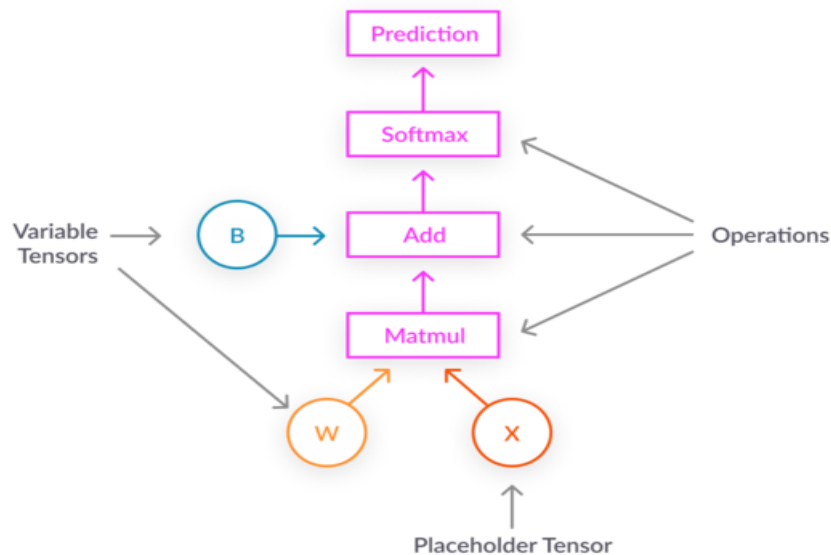 Prediction
Softmax
Variable
Tensors
B
Add
Operations
Matmul
W
X
Placeholder Tensor